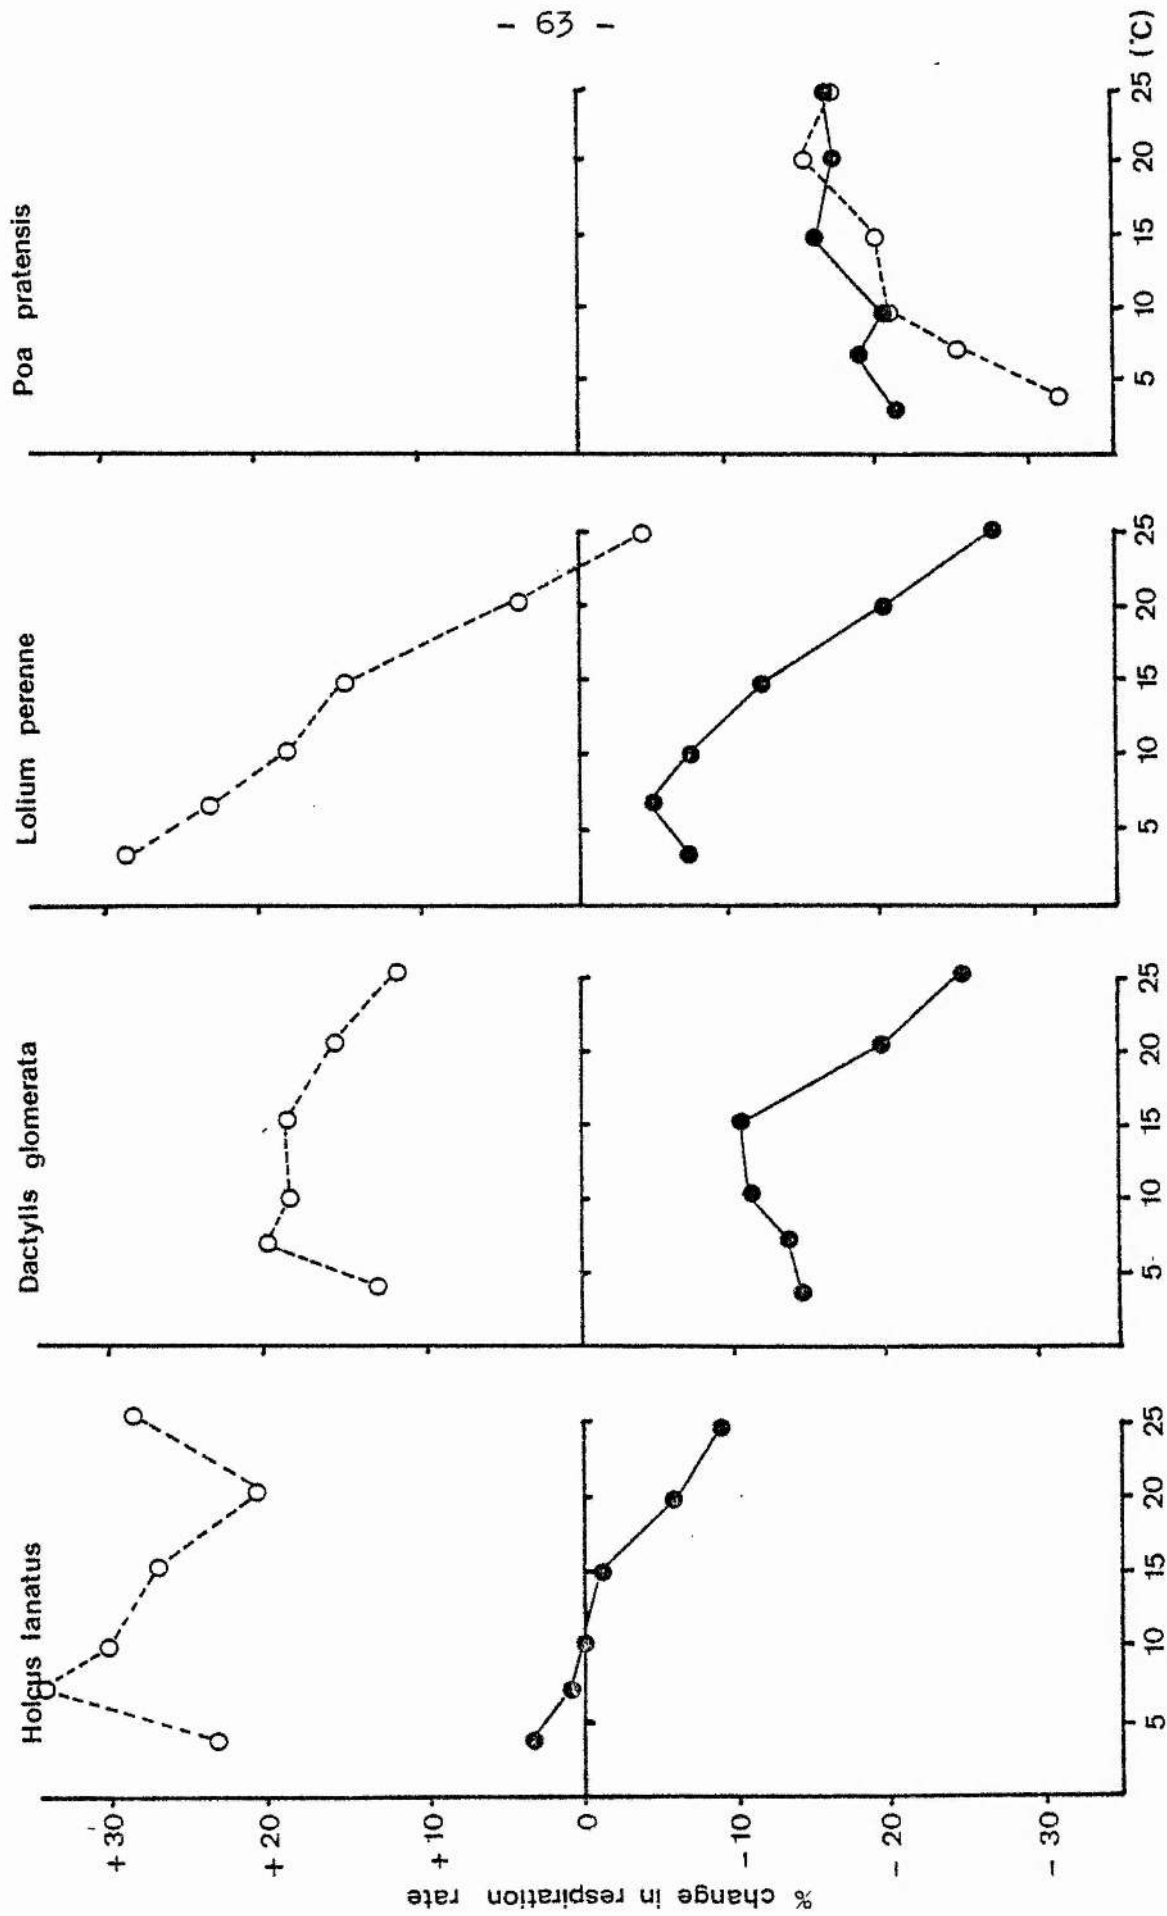 - 63 -
Holcus lanatus
Dactylis glomerata
Lolium perenne
Poa pratensis
% change in respiration rate
+30
+20
+10
0
-10
-20
-30
5 10 15 20 25
5 10 15 20 25
5 10 15 20 25
5 10 15 20 25 (°C)